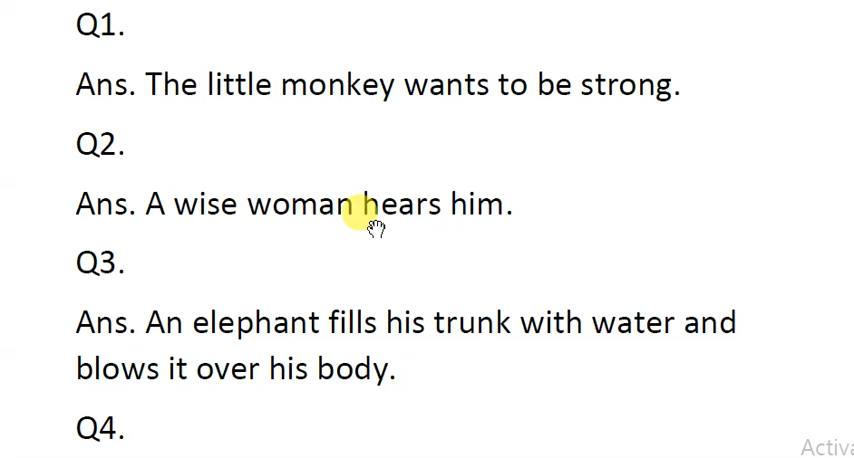 Q1.
Ans. The little monkey wants to be strong.
Q2.
Ans. A wise woman hears him.
Q3.
Ans. An elephant fills his trunk with water and
blows it over his body.
Q4.